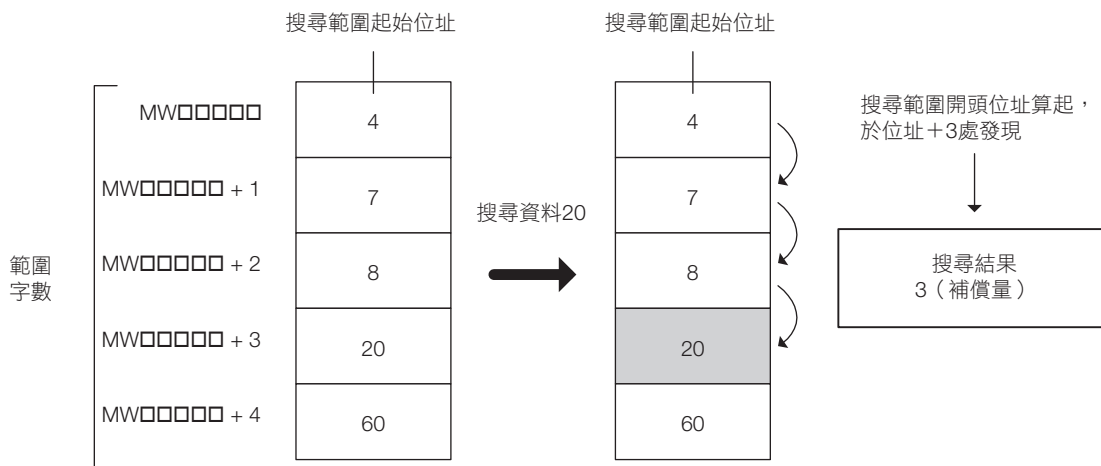 搜尋範圍起始位址
搜尋範圍起始位址
範圍
字數
MW□□□□□
MW□□□□□ + 1
MW□□□□□ + 2
MW□□□□□ + 3
MW□□□□□ + 4
4
7
8
20
60
搜尋資料20
4
7
8
20
60
搜尋範圍開頭位址算起，
於位址＋3處發現
搜尋結果
3（補償量）